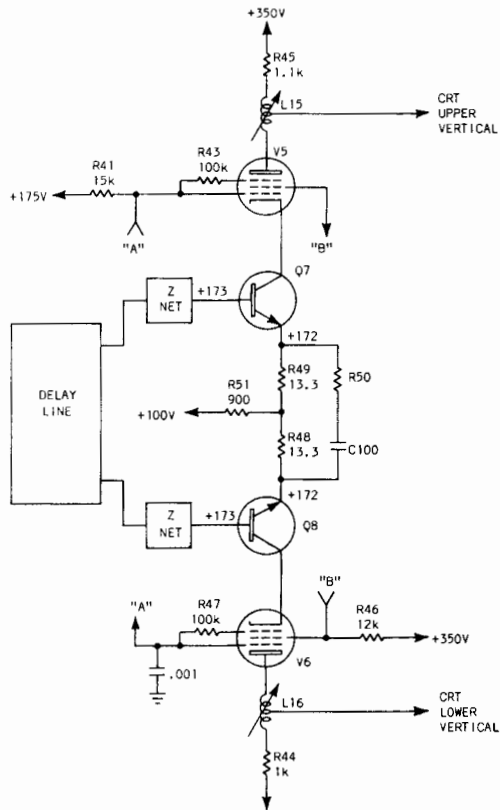 +350V
R45
1.1k
L15
CRT
UPPER
VERTICAL
V5
R43
100k
R41
15k
+175V
"A"
"B"
Q7
Z
NET
+173
+172
DELAY
LINE
R49
13.3
R50
R51
900
+100V
R48
13.3
C100
+172
Z
NET
+173
Q8
"B"
"A"
R47
100k
R46
12k
+350V
V6
.001
L16
CRT
LOWER
VERTICAL
R44
1k